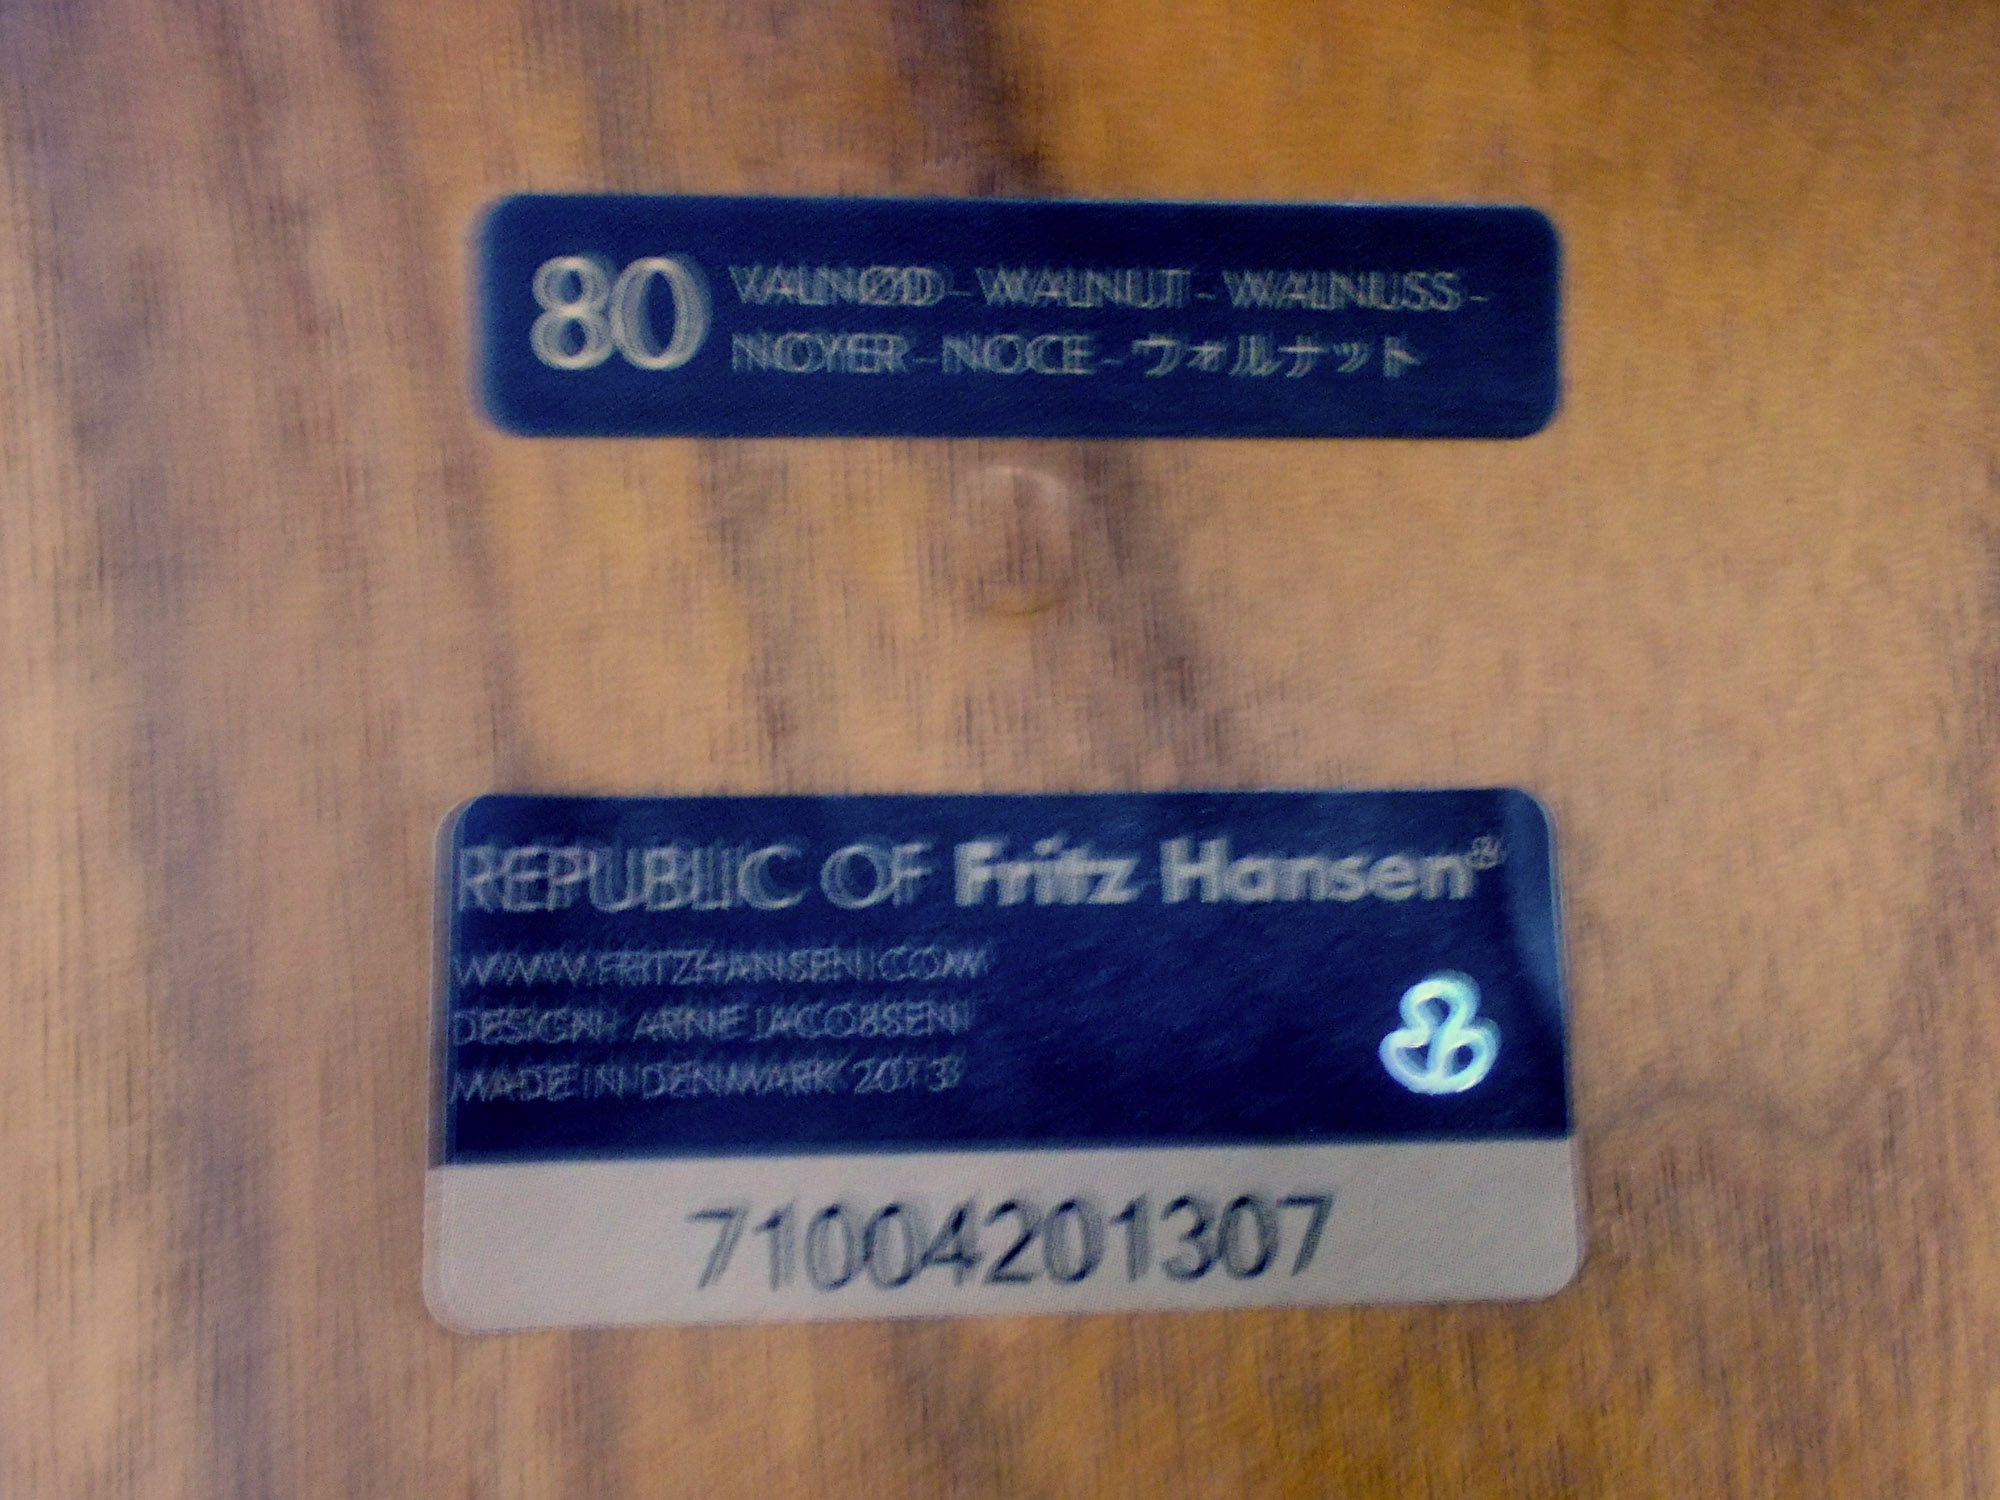 80
VALNØD – WALNUT – WALNUSS –
NOYER – NOCE – ウォルナット
REPUBLIC OF Fritz Hansen®
WWW.FRITZHANSEN.COM
DESIGN ARNE JACOBSEN
MADE IN DENMARK 2013
71004201307